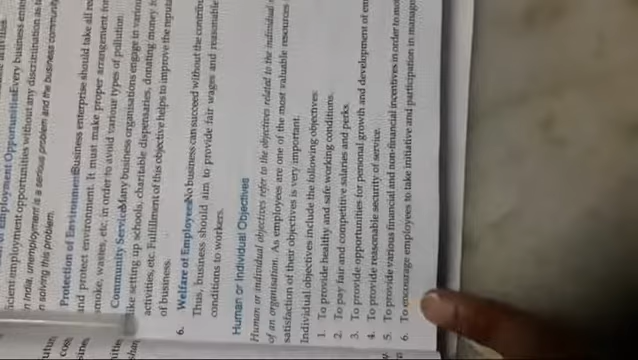 Employment Opportunities Every business enter
icient employment opportunities without any discrimination as to
n India, unemployment is a serious problem and the business community
n solving this problem.
Protection of Environment Business enterprise should take all rea
and protect environment. It must make proper arrangement for
smoke, wastes, etc, in order to avoid various types of pollution.
Community Service Many business organisations engage in variou
like setting up schools, charitable dispensaries, donating money fo
activities, etc. Fulfillment of this objective helps to improve the reputa
of business.
6. Welfare of Employees No business can succeed without the contribu
Thus, business should aim to provide fair wages and reasonable
conditions to workers.
Human or Individual Objectives
Human or individual objectives refer to the objectives related to the individual
of an organisation. As employees are one of the most valuable resources
satisfaction of their objectives is very important.
Individual objectives include the following objectives
1. To provide healthy and safe working conditions.
2. To pay fair and competitive salaries and perks.
3. To provide opportunities for personal growth and development of em
4. To provide reasonable security of service.
5. To provide various financial and non-financial incentives in order to mot
6. To encourage employees to take initiative and participation in manage